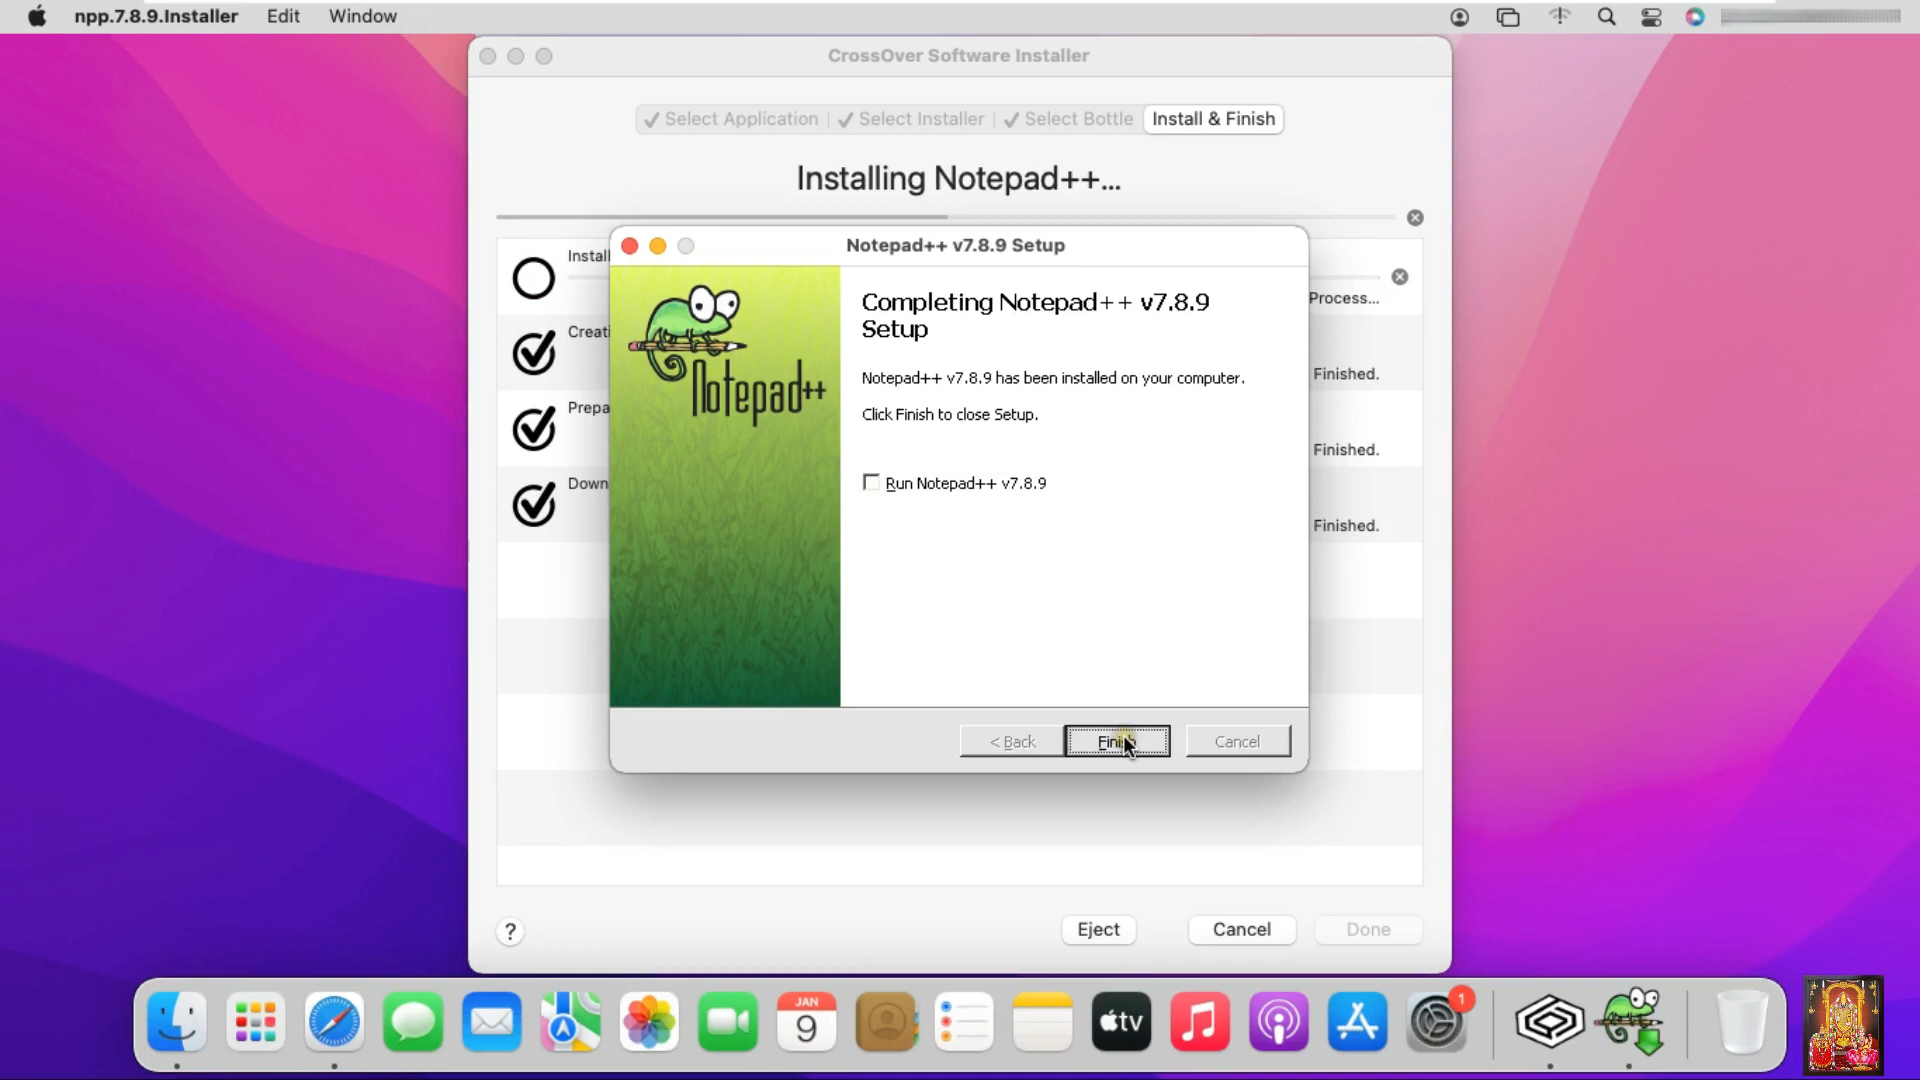 npp.7.8.9.Installer Edit Window
CrossOver Software Installer
✓ Select Application ✓ Select Installer ✓ Select Bottle Install & Finish
Installing Notepad++...
Notepad++ v7.8.9 Setup
Install
Process...
Creati
Finished.
Prepa
Finished.
Down
Finished.
Notepad++
Completing Notepad++ v7.8.9
Setup
Notepad++ v7.8.9 has been installed on your computer.
Click Finish to close Setup.
Run Notepad++ v7.8.9
< Back Finish Cancel
? Eject Cancel Done
JAN
9
tv
1